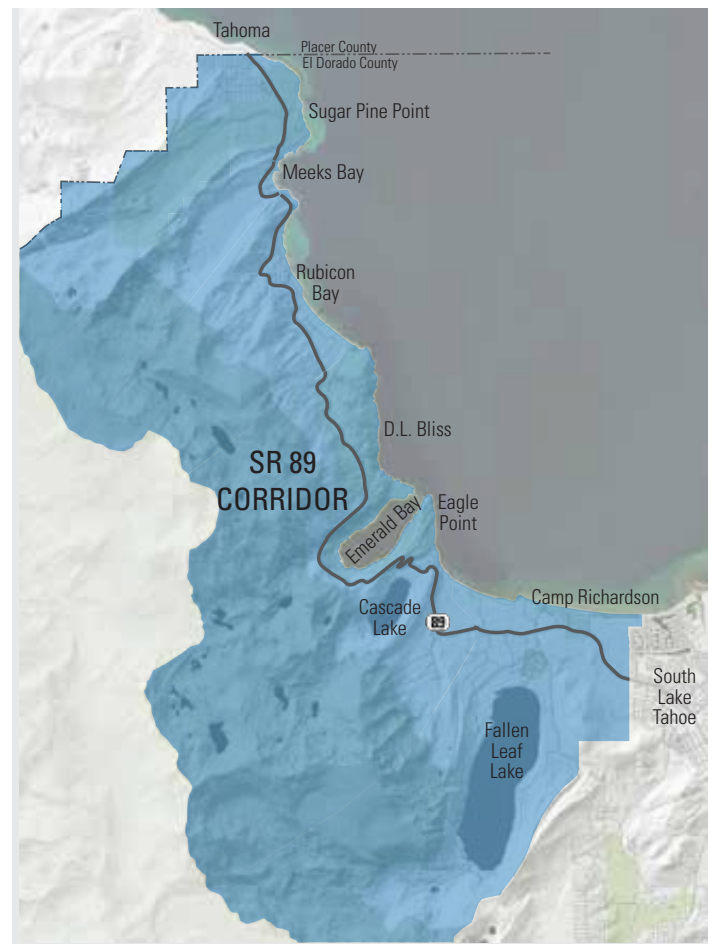 Tahoma
Placer County
El Dorado County
Sugar Pine Point
Meeks Bay
Rubicon
Bay
D.L. Bliss
SR 89
CORRIDOR
Eagle
Point
Emerald Bay
Camp Richardson
Cascade
Lake
89
South
Lake
Tahoe
Fallen
Leaf
Lake